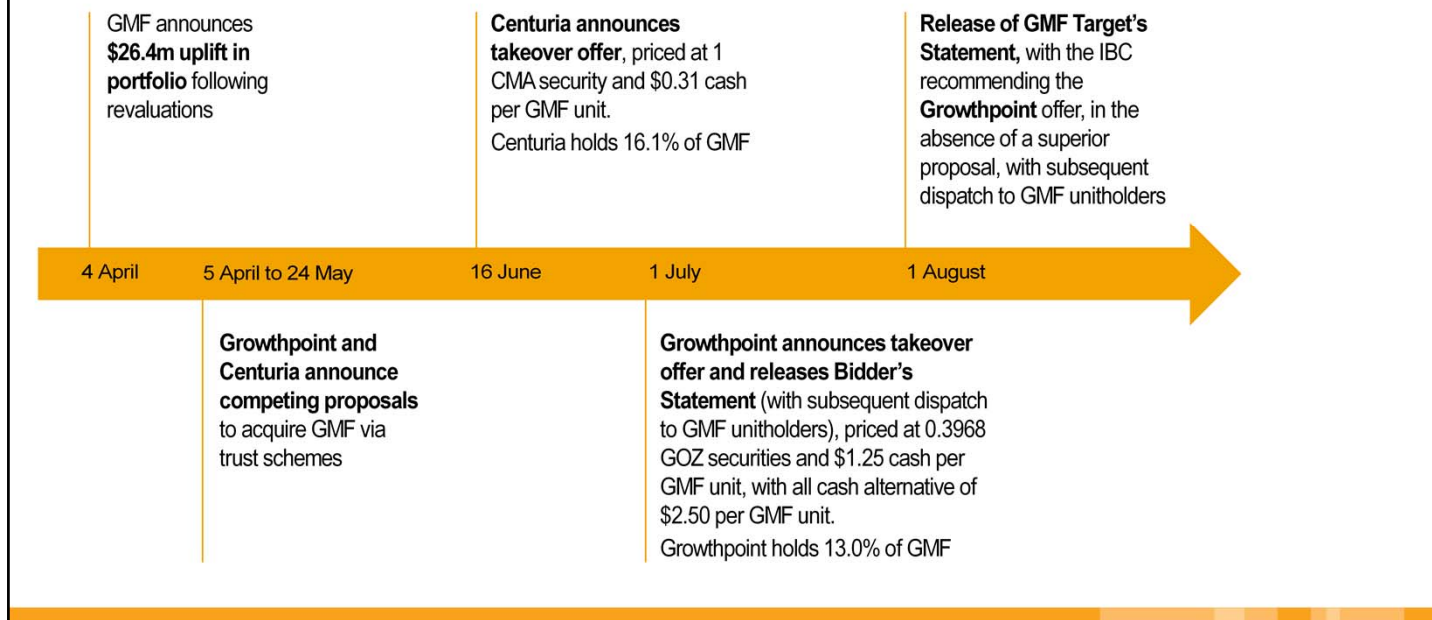 GMF announces
$26.4m uplift in
portfolio following
revaluations
Centuria announces
takeover offer, priced at 1
CMA security and $0.31 cash
per GMF unit.
Centuria holds 16.1% of GMF
Release of GMF Target's
Statement, with the IBC
recommending the
Growthpoint offer, in the
absence of a superior
proposal, with subsequent
dispatch to GMF unitholders
4 April
5 April to 24 May
16 June
1 July
1 August
Growthpoint and
Centuria announce
competing proposals
to acquire GMF via
trust schemes
Growthpoint announces takeover
offer and releases Bidder's
Statement (with subsequent dispatch
to GMF unitholders), priced at 0.3968
GOZ securities and $1.25 cash per
GMF unit, with all cash alternative of
$2.50 per GMF unit.
Growthpoint holds 13.0% of GMF